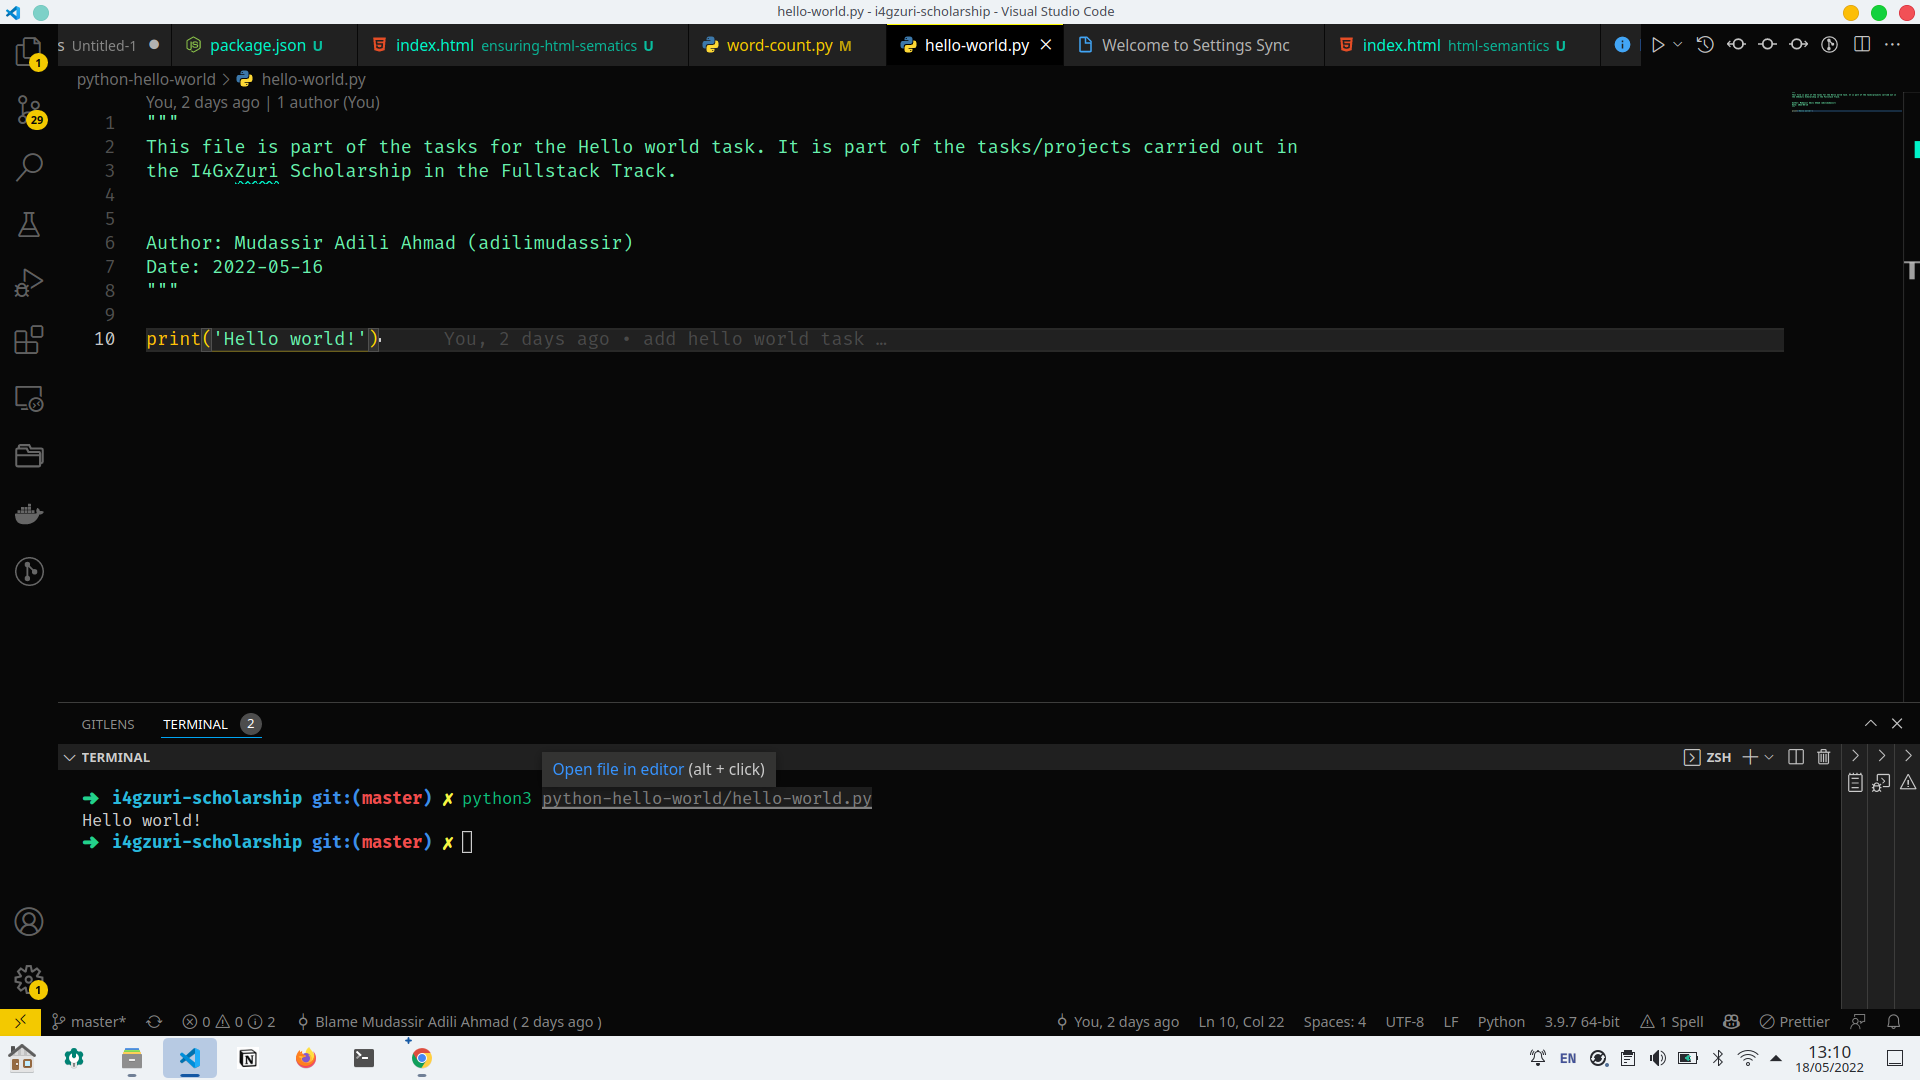 hello-world.py - i4gzuri-scholarship - Visual Studio Code
s Untitled-1 package.json U index.html ensuring-html-sematics U word-count.py M hello-world.py Welcome to Settings Sync index.html html-semantics U
1
29
python-hello-world > hello-world.py
You, 2 days ago | 1 author (You)
1 """
2 This file is part of the tasks for the Hello world task. It is part of the tasks/projects carried out in
3 the I4GxZuri Scholarship in the Fullstack Track.
4
5
6 Author: Mudassir Adili Ahmad (adilimudassir)
7 Date: 2022-05-16
8 """
9
10 print('Hello world!') You, 2 days ago • add hello world task …
GITLENS TERMINAL 2
TERMINAL ZSH
Open file in editor (alt + click)
➜ i4gzuri-scholarship git:(master) ✗ python3 python-hello-world/hello-world.py
Hello world!
➜ i4gzuri-scholarship git:(master) ✗
1
master* 0 0 2 Blame Mudassir Adili Ahmad ( 2 days ago ) You, 2 days ago Ln 10, Col 22 Spaces: 4 UTF-8 LF Python 3.9.7 64-bit 1 Spell Prettier
EN 13:10
18/05/2022